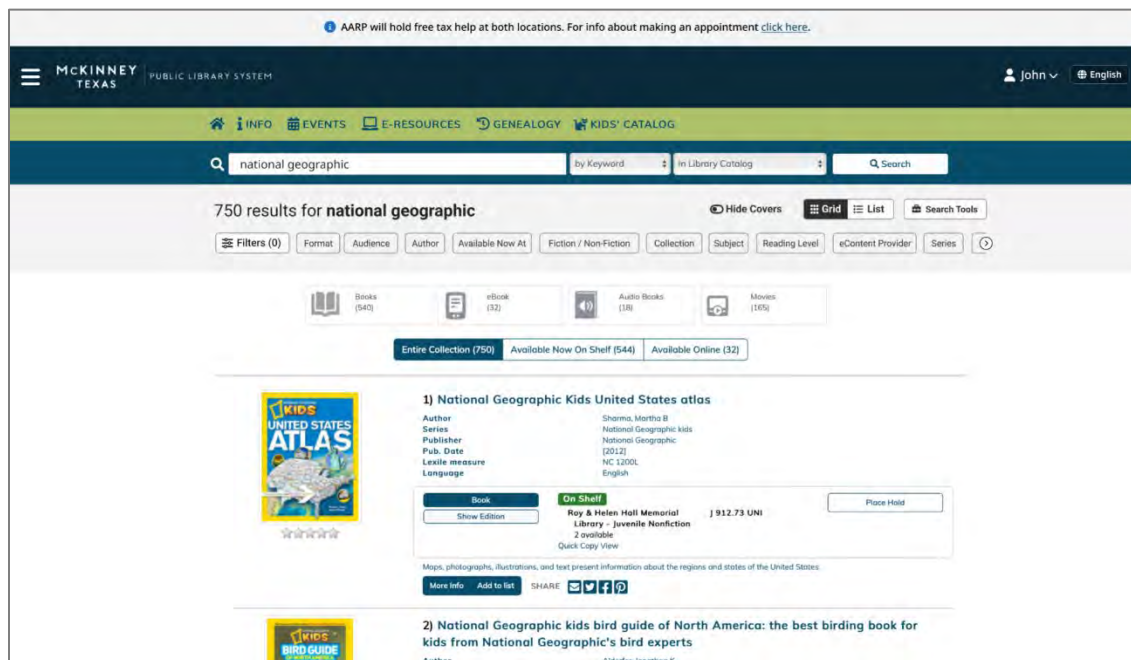 AARP will hold free tax help at both locations. For info about making an appointment click here.
McKINNEY
TEXAS
PUBLIC LIBRARY SYSTEM
John
English
INFO EVENTS E-RESOURCES GENEALOGY KIDS' CATALOG
national geographic by Keyword in Library Catalog Search
750 results for national geographic Hide Covers Grid List Search Tools
Filters (0) Format Audience Author Available Now At Fiction / Non-Fiction Collection Subject Reading Level eContent Provider Series
Books
(540)
eBook
(32)
Audio Books
(18)
Movies
(165)
Entire Collection (750) Available Now On Shelf (544) Available Online (32)
KIDS
UNITED STATES
ATLAS
1) National Geographic Kids United States atlas
Author Sharma, Martha B
Series National Geographic kids
Publisher National Geographic
Pub. Date [2012]
Lexile measure NC 1200L
Language English
Book
Show Edition
On Shelf
Roy & Helen Hall Memorial J 912.73 UNI
Library - Juvenile Nonfiction
2 available
Quick Copy View
Place Hold
Maps, photographs, illustrations, and text present information about the regions and states of the United States.
More Info Add to list SHARE
KIDS
BIRD GUIDE
OF NORTH AMERICA
2) National Geographic kids bird guide of North America: the best birding book for
kids from National Geographic's bird experts